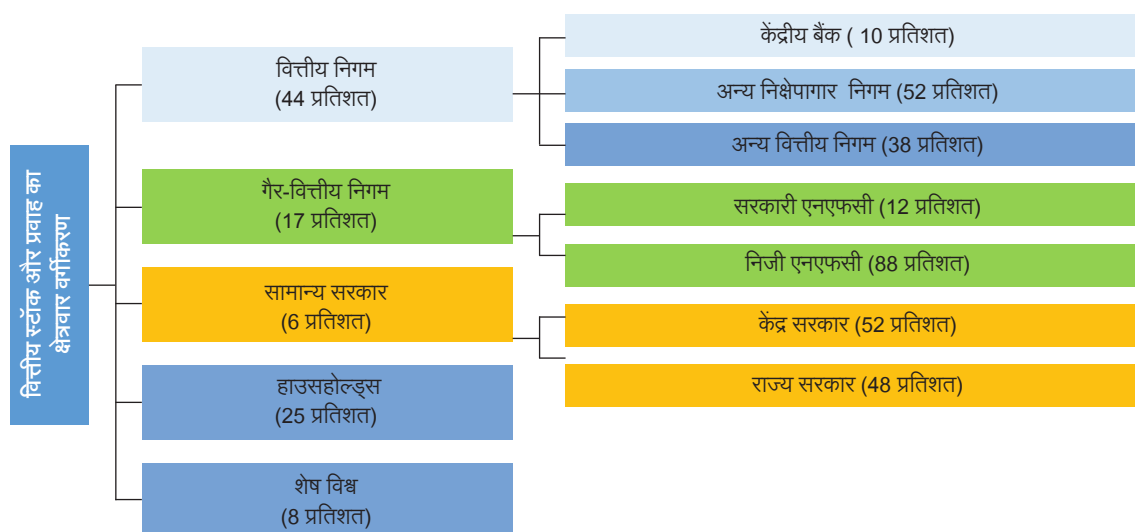 वित्तीय स्टॉक और प्रवाह का
क्षेत्रवार वर्गीकरण
वित्तीय निगम
(44 प्रतिशत)
केंद्रीय बैंक ( 10 प्रतिशत)
अन्य निक्षेपागार निगम (52 प्रतिशत)
अन्य वित्तीय निगम (38 प्रतिशत)
गैर-वित्तीय निगम
(17 प्रतिशत)
सरकारी एनएफसी (12 प्रतिशत)
निजी एनएफसी (88 प्रतिशत)
सामान्य सरकार
(6 प्रतिशत)
केंद्र सरकार (52 प्रतिशत)
राज्य सरकार (48 प्रतिशत)
हाउसहोल्ड्स
(25 प्रतिशत)
शेष विश्व
(8 प्रतिशत)